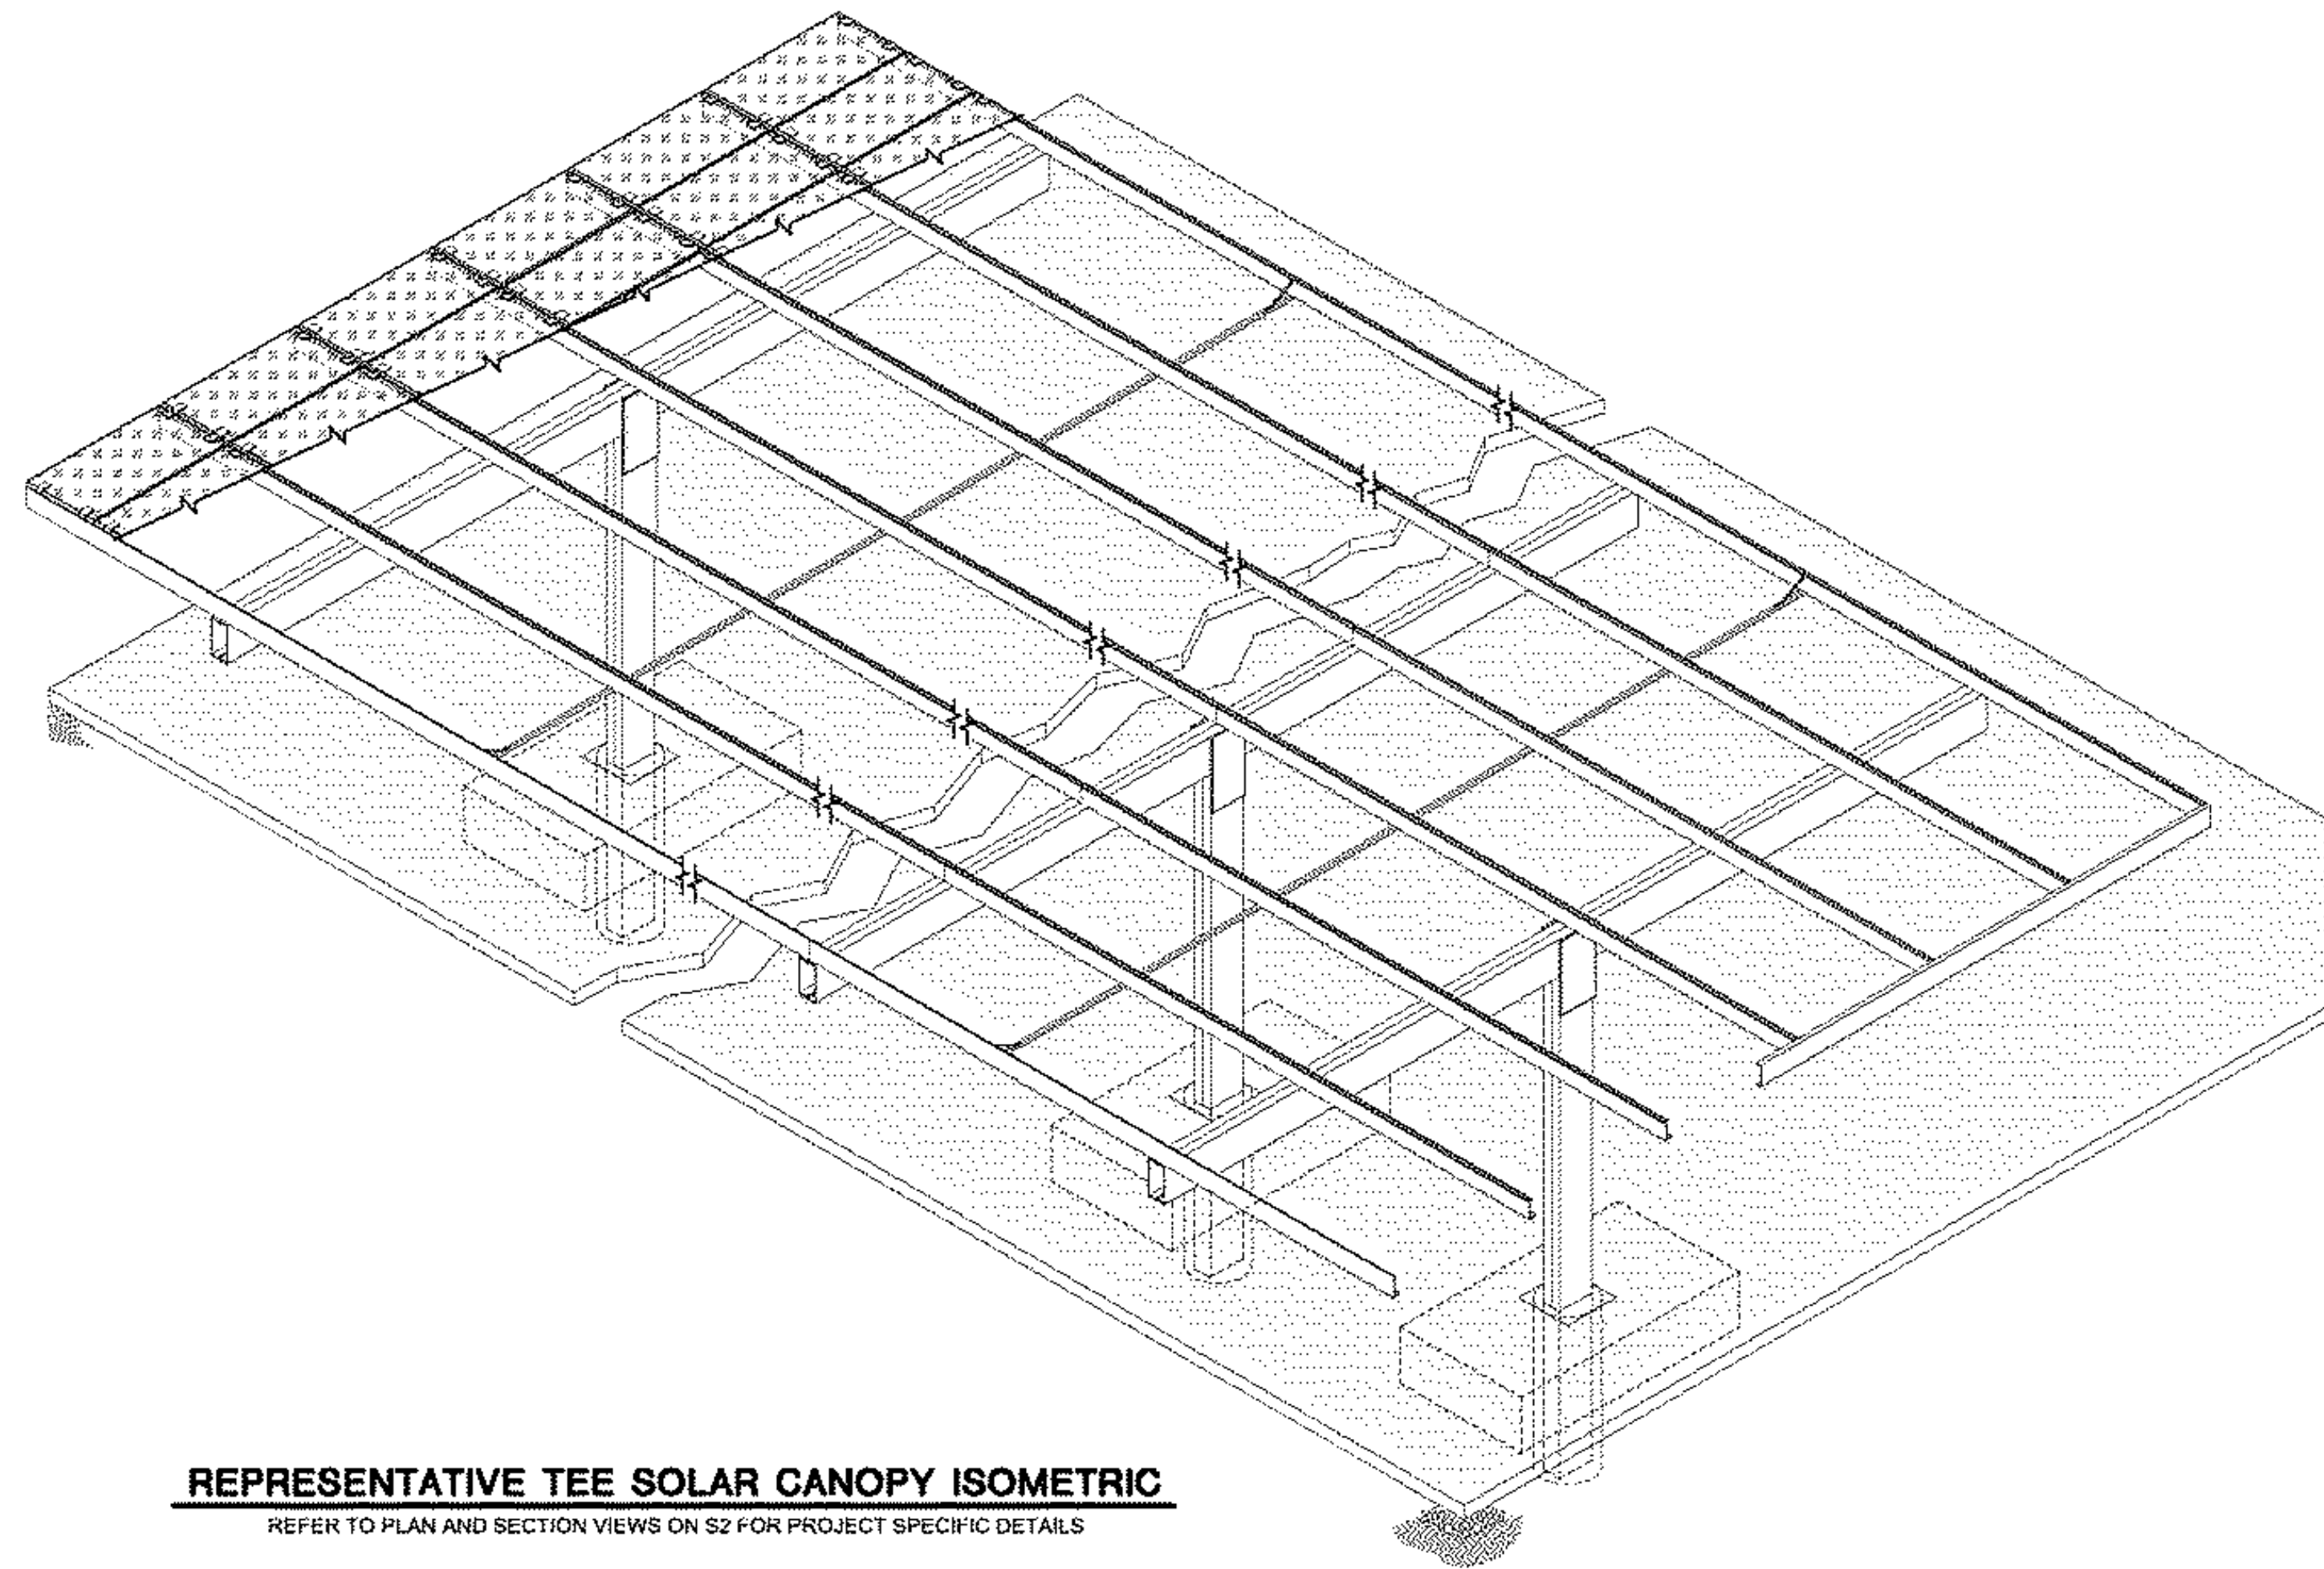 REPRESENTATIVE TEE SOLAR CANOPY ISOMETRIC
REFER TO PLAN AND SECTION VIEWS ON S2 FOR PROJECT SPECIFIC DETAILS